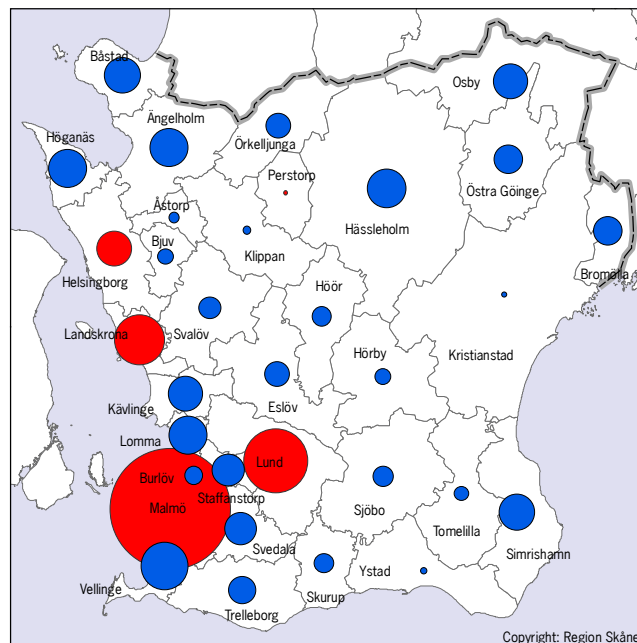 Båstad
Osby
Ängelholm
Höganäs
Örkelljunga
Perstorp
Östra Göinge
Åstorp
Hässleholm
Bjuv
Klippan
Bromölla
Helsingborg
Höör
Landskrona
Svalöv
Hörby
Kristianstad
Kävlinge
Eslöv
Lomma
Lund
Burlöv
Staffanstorp
Malmö
Sjöbo
Tomelilla
Svedala
Simrishamn
Vellinge
Ystad
Skurup
Trelleborg
Copyright: Region Skåne